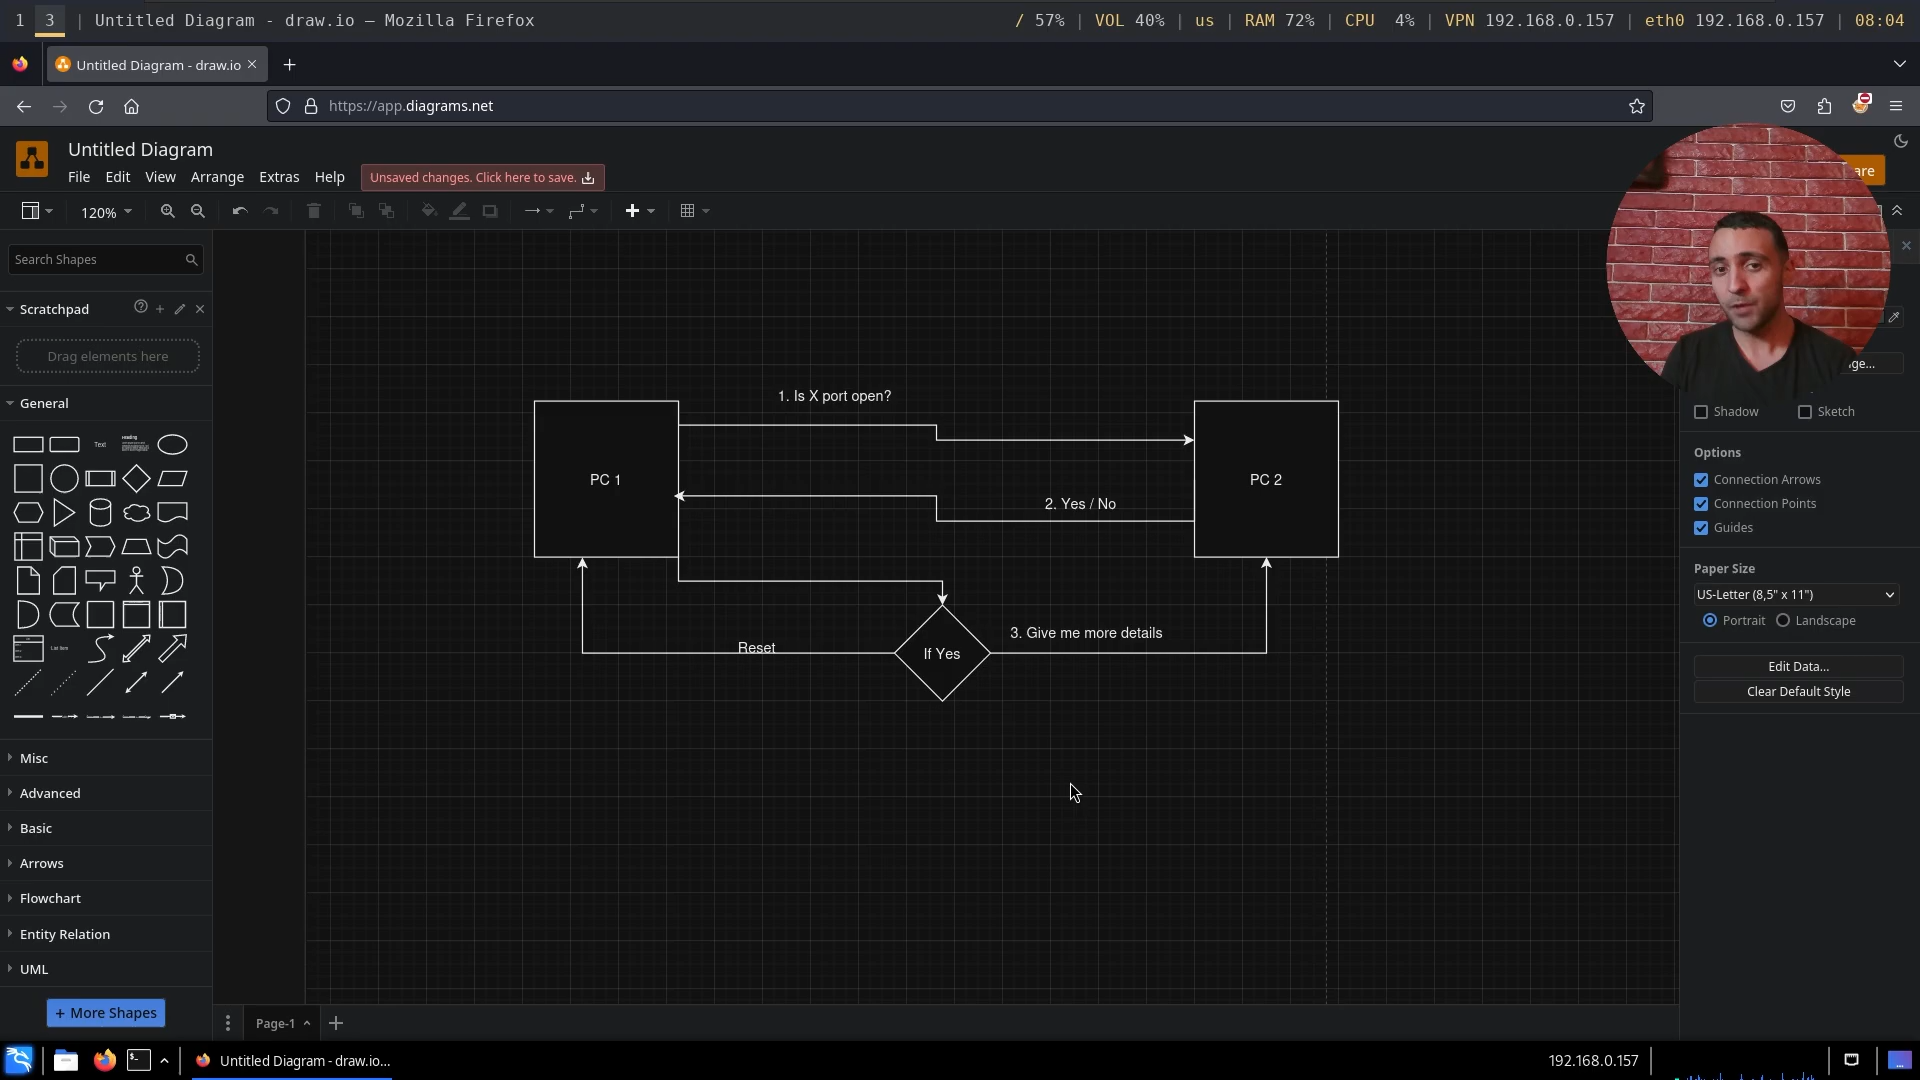 1 3 | Untitled Diagram - draw.io — Mozilla Firefox
/ 57% | VOL 40% | us | RAM 72% | CPU 4% | VPN 192.168.0.157 | eth0 192.168.0.157 | 08:04
Untitled Diagram - draw.io
https://app.diagrams.net
Untitled Diagram
File Edit View Arrange Extras Help
Unsaved changes. Click here to save.
120%
Search Shapes
Scratchpad
Drag elements here
General
Text
Heading
List Item
Misc
Advanced
Basic
Arrows
Flowchart
Entity Relation
UML
+ More Shapes
1. Is X port open?
PC 1
PC 2
2. Yes / No
3. Give me more details
Reset
If Yes
Shadow
Sketch
Options
Connection Arrows
Connection Points
Guides
Paper Size
US-Letter (8,5" x 11")
Portrait
Landscape
Edit Data...
Clear Default Style
Page-1
Untitled Diagram - draw.io...
192.168.0.157